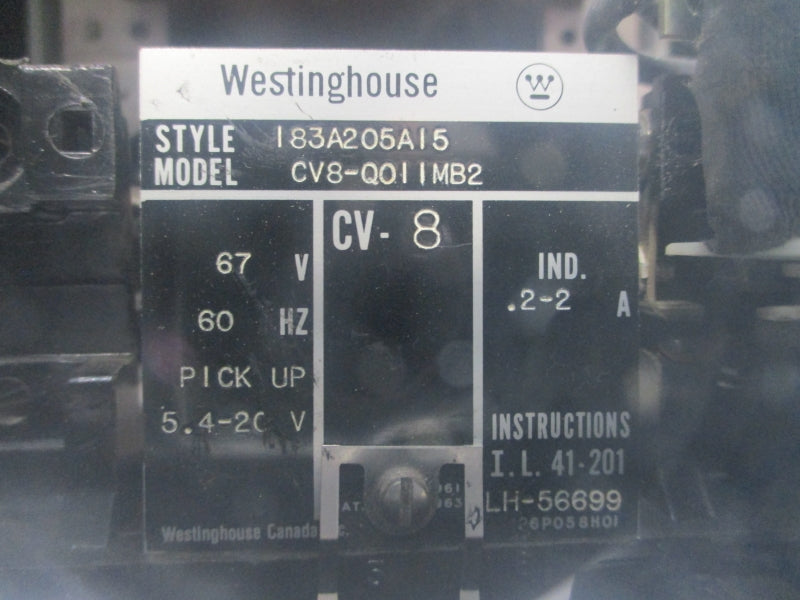 Westinghouse
STYLE 183A205A15
MODEL CV8-Q011MB2
67 V
60 HZ
PICK UP
5.4-20 V
CV-8
IND.
.2-2 A
INSTRUCTIONS
I.L. 41-201
LH-56699
Westinghouse Canada